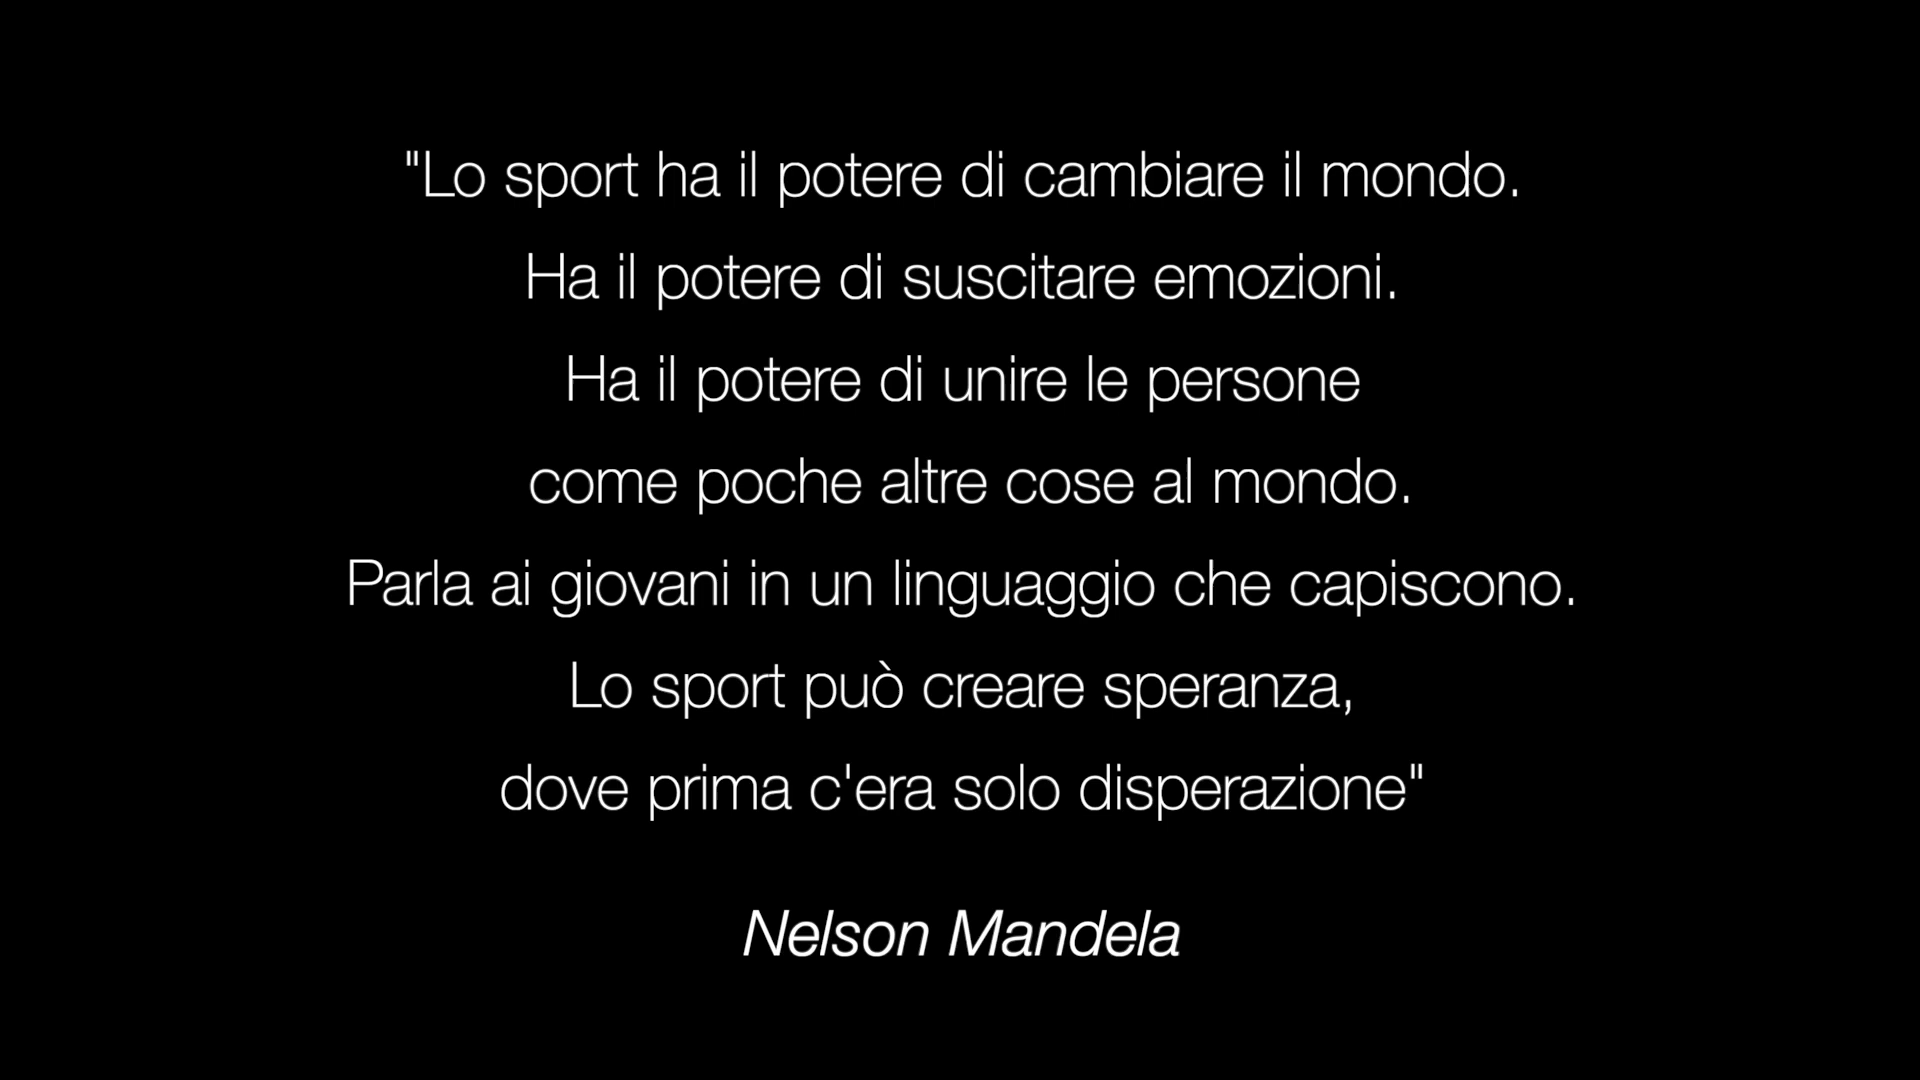 "Lo sport ha il potere di cambiare il mondo.
Ha il potere di suscitare emozioni.
Ha il potere di unire le persone
come poche altre cose al mondo.
Parla ai giovani in un linguaggio che capiscono.
Lo sport può creare speranza,
dove prima c'era solo disperazione"
Nelson Mandela